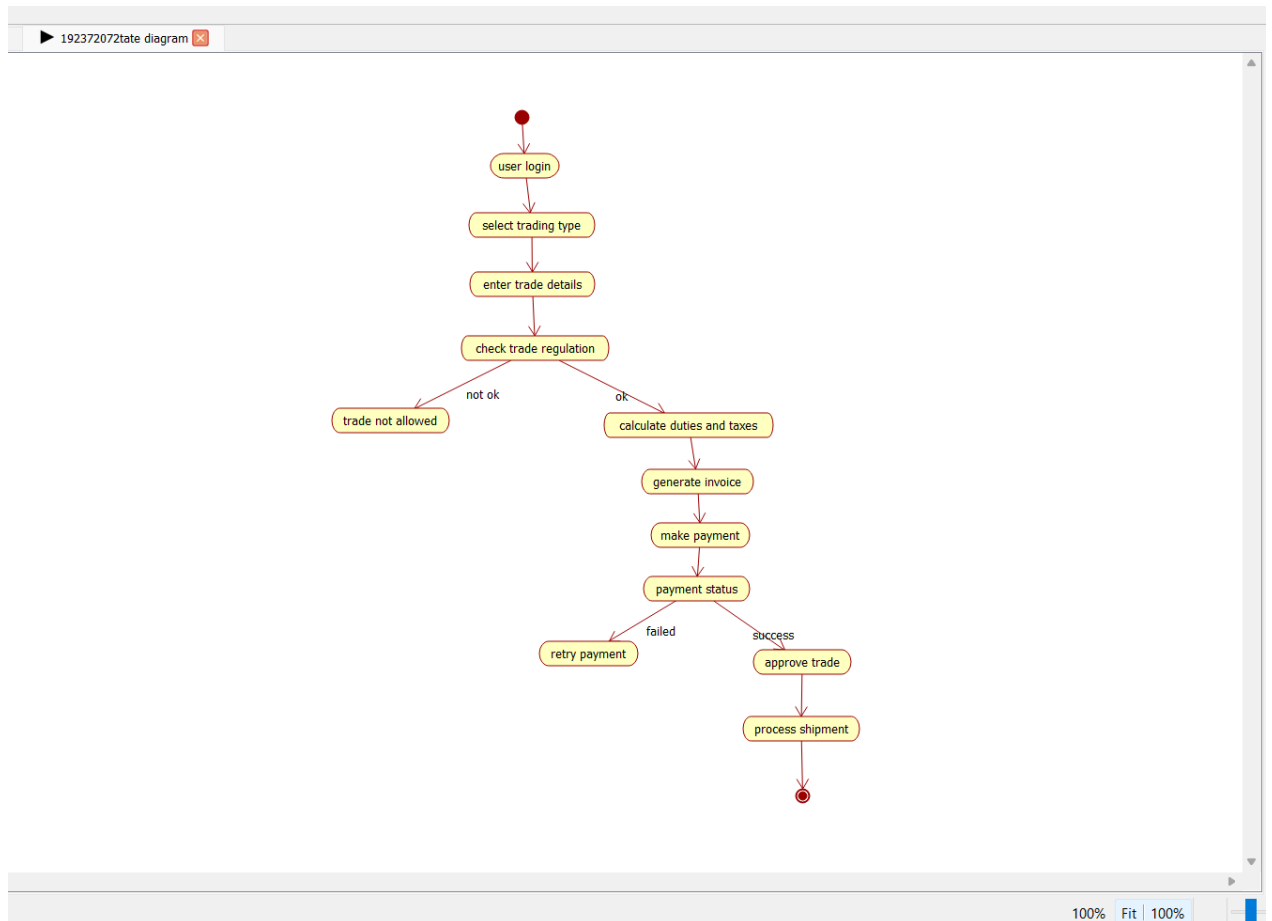 192372072tate diagram
user login
select trading type
enter trade details
check trade regulation
not ok
ok
trade not allowed
calculate duties and taxes
generate invoice
make payment
payment status
failed
success
retry payment
approve trade
process shipment
100% Fit 100%